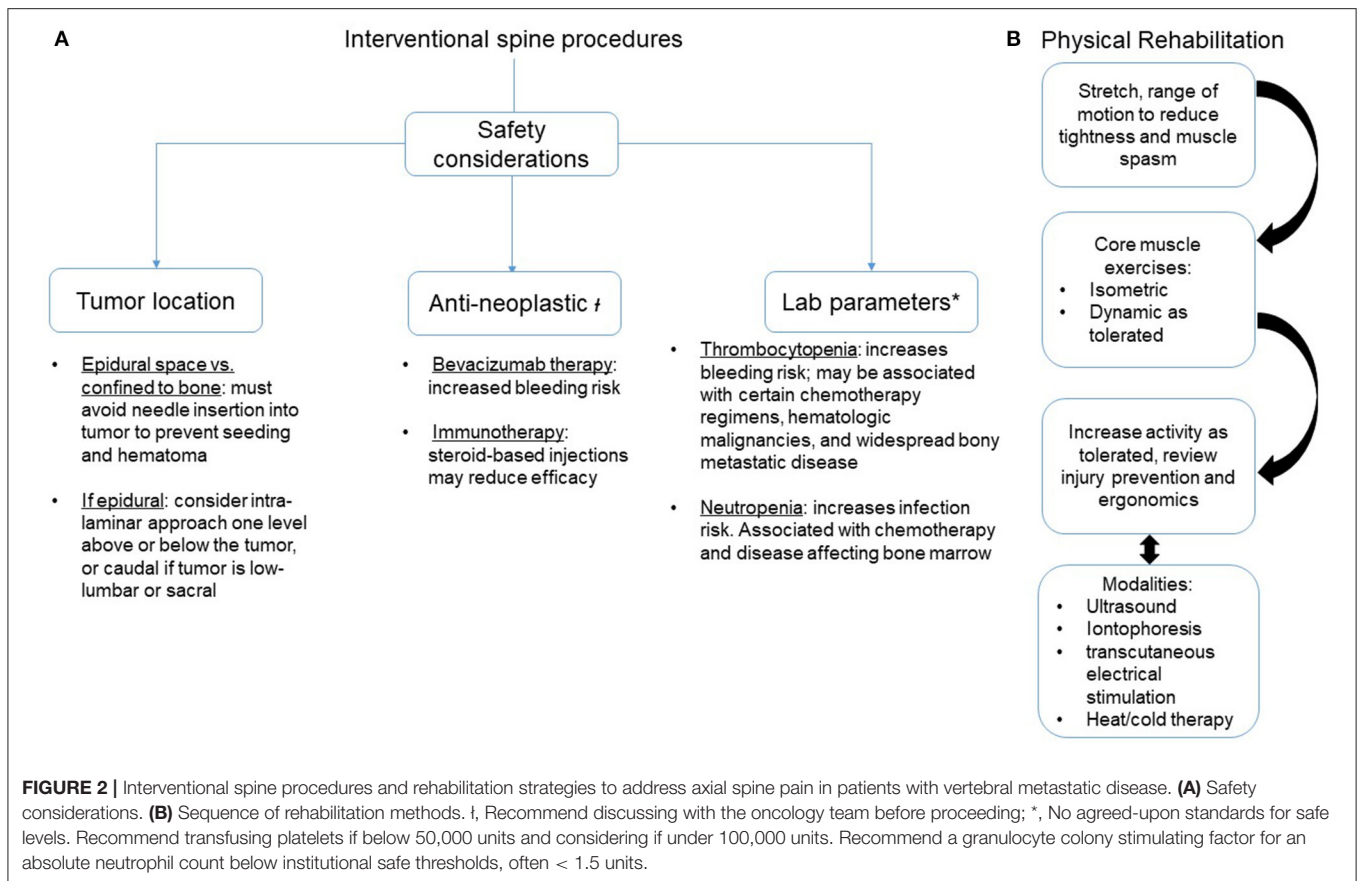 A
Interventional spine procedures
Safety
considerations
Tumor location
• Epidural space vs.
confined to bone: must
avoid needle insertion into
tumor to prevent seeding
and hematoma
• If epidural: consider intra-
laminar approach one level
above or below the tumor,
or caudal if tumor is low-
lumbar or sacral
Anti-neoplastic ƚ
• Bevacizumab therapy:
increased bleeding risk
• Immunotherapy:
steroid-based injections
may reduce efficacy
Lab parameters*
• Thrombocytopenia: increases
bleeding risk; may be associated
with certain chemotherapy
regimens, hematologic
malignancies, and widespread bony
metastatic disease
• Neutropenia: increases infection
risk. Associated with chemotherapy
and disease affecting bone marrow
B Physical Rehabilitation
Stretch, range of
motion to reduce
tightness and muscle
spasm
Core muscle
exercises:
• Isometric
• Dynamic as
tolerated
Increase activity as
tolerated, review
injury prevention and
ergonomics
Modalities:
• Ultrasound
• Iontophoresis
• transcutaneous
electrical
stimulation
• Heat/cold therapy
FIGURE 2 | Interventional spine procedures and rehabilitation strategies to address axial spine pain in patients with vertebral metastatic disease. (A) Safety
considerations. (B) Sequence of rehabilitation methods. ƚ, Recommend discussing with the oncology team before proceeding; *, No agreed-upon standards for safe
levels. Recommend transfusing platelets if below 50,000 units and considering if under 100,000 units. Recommend a granulocyte colony stimulating factor for an
absolute neutrophil count below institutional safe thresholds, often < 1.5 units.